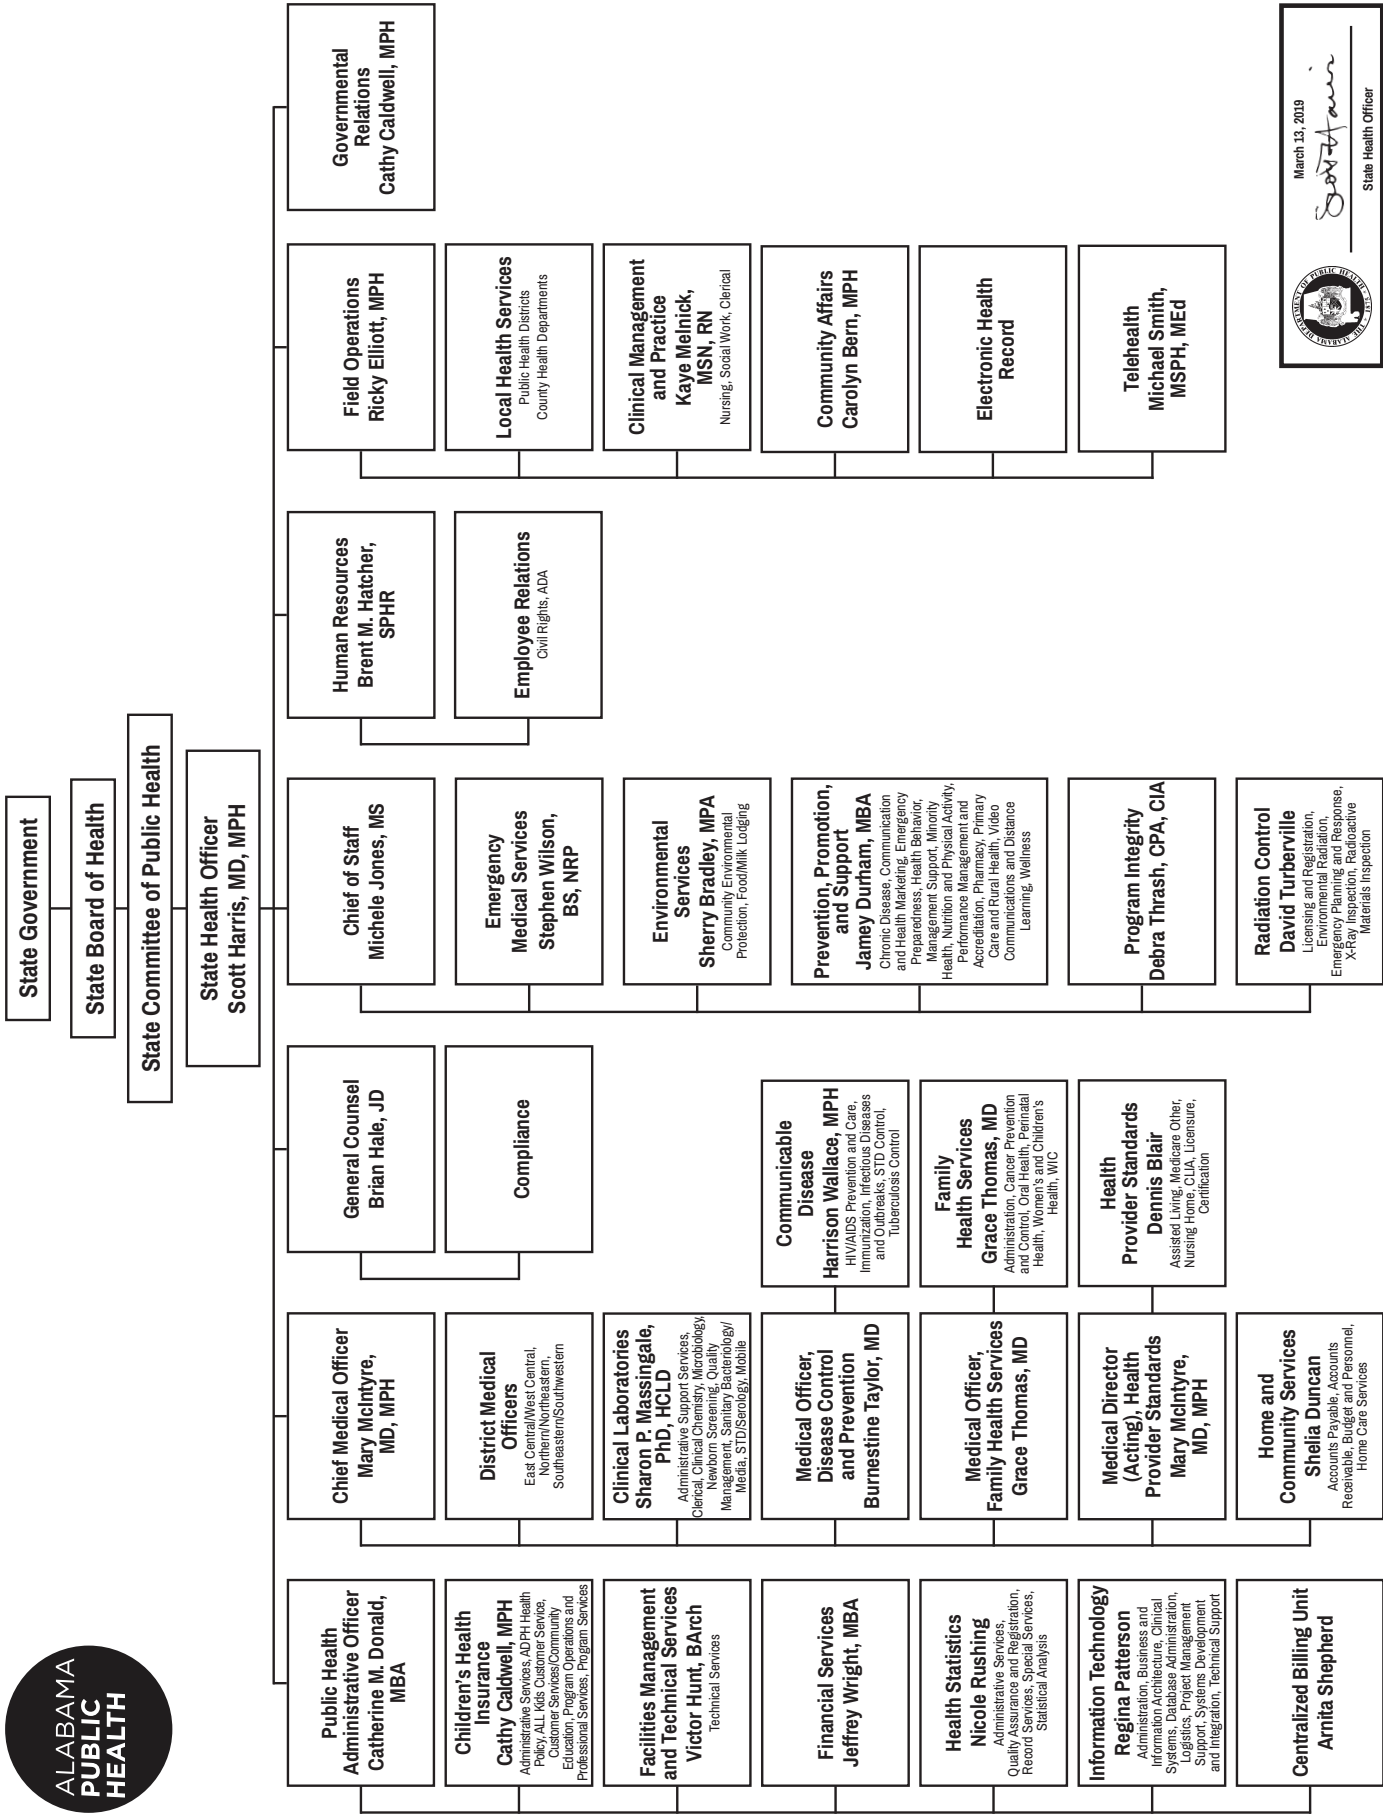 ALABAMA
PUBLIC
HEALTH
State Government
State Board of Health
State Committee of Public Health
State Health Officer
Scott Harris, MD, MPH
Public Health
Administrative Officer
Catherine M. Donald,
MBA
Children's Health
Insurance
Cathy Caldwell, MPH
Administrative Services, ADPH Health
Policy, ALL Kids Customer Service,
Customer Services/Community
Education, Program Operations and
Professional Services, Program Services
Facilities Management
and Technical Services
Victor Hunt, BArch
Technical Services
Financial Services
Jeffrey Wright, MBA
Health Statistics
Nicole Rushing
Administrative Services,
Quality Assurance and Registration,
Record Services, Special Services,
Statistical Analysis
Information Technology
Regina Patterson
Administration, Business and
Information Architecture, Clinical
Systems, Database Administration,
Logistics, Project Management
Support, Systems Development
and Integration, Technical Support
Centralized Billing Unit
Arnita Shepherd
Chief Medical Officer
Mary McIntyre,
MD, MPH
District Medical
Officers
East Central/West Central,
Northern/Northeastern,
Southeastern/Southwestern
Clinical Laboratories
Sharon P. Massingale,
PhD, HCLD
Administrative Support Services,
Clerical, Clinical Chemistry, Microbiology,
Newborn Screening, Quality
Management, Sanitary Bacteriology/
Media, STD/Serology, Mobile
Medical Officer,
Disease Control
and Prevention
Burnestine Taylor, MD
Medical Officer,
Family Health Services
Grace Thomas, MD
Medical Director
(Acting), Health
Provider Standards
Mary McIntyre,
MD, MPH
Home and
Community Services
Shelia Duncan
Accounts Payable, Accounts
Receivable, Budget and Personnel,
Home Care Services
General Counsel
Brian Hale, JD
Compliance
Communicable
Disease
Harrison Wallace, MPH
HIV/AIDS Prevention and Care,
Immunization, Infectious Diseases
and Outbreaks, STD Control,
Tuberculosis Control
Family
Health Services
Grace Thomas, MD
Administration, Cancer Prevention
and Control, Oral Health, Perinatal
Health, Women's and Children's
Health, WIC
Health
Provider Standards
Dennis Blair
Assisted Living, Medicare Other,
Nursing Home, CLIA, Licensure,
Certification
Chief of Staff
Michele Jones, MS
Emergency
Medical Services
Stephen Wilson,
BS, NRP
Environmental
Services
Sherry Bradley, MPA
Community Environmental
Protection, Food/Milk Lodging
Prevention, Promotion,
and Support
Jamey Durham, MBA
Chronic Disease, Communication
and Health Marketing, Emergency
Preparedness, Health Behavior,
Management Support, Minority
Health, Nutrition and Physical Activity,
Performance Management and
Accreditation, Pharmacy, Primary
Care and Rural Health, Video
Communications and Distance
Learning, Wellness
Program Integrity
Debra Thrash, CPA, CIA
Radiation Control
David Turberville
Licensing and Registration,
Environmental Radiation,
Emergency Planning and Response,
X-Ray Inspection, Radioactive
Materials Inspection
Human Resources
Brent M. Hatcher,
SPHR
Employee Relations
Civil Rights, ADA
Field Operations
Ricky Elliott, MPH
Local Health Services
Public Health Districts
County Health Departments
Clinical Management
and Practice
Kaye Melnick,
MSN, RN
Nursing, Social Work, Clerical
Community Affairs
Carolyn Bern, MPH
Electronic Health
Record
Telehealth
Michael Smith,
MSPH, MEd
Governmental
Relations
Cathy Caldwell, MPH
THE ALABAMA DEPARTMENT OF PUBLIC HEALTH · 1875
March 13, 2019
Scott Harris
State Health Officer